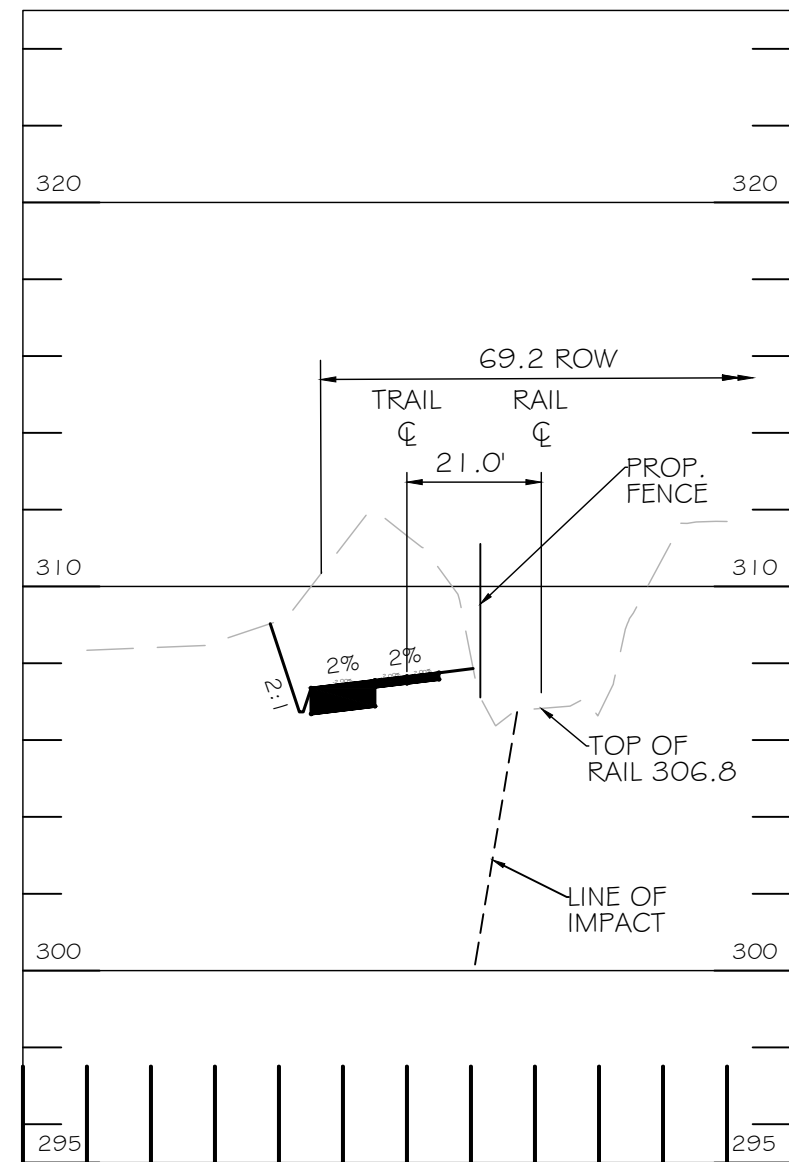 320 320
69.2 ROW
TRAIL RAIL
℄ ℄
21.0'
PROP.
FENCE
310 310
2% 2%
2:1
TOP OF
RAIL 306.8
LINE OF
IMPACT
300 300
295 295